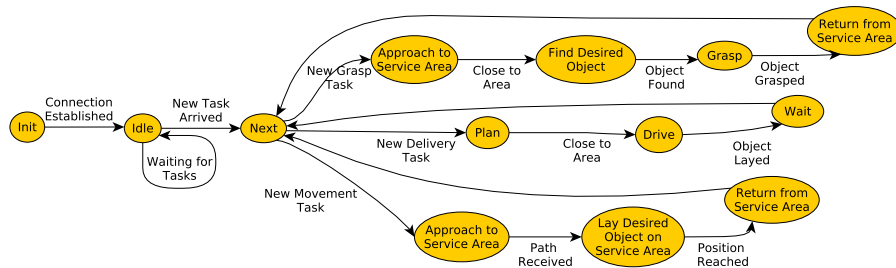 Return from
Service Area
Approach to
Service Area
Find Desired
Object
Grasp
New Grasp
Task
Close to
Area
Object
Found
Object
Grasped
Connection
Established
New Task
Arrived
Init
Idle
Next
Waiting for
Tasks
Plan
Drive
Wait
New Delivery
Task
Close to
Area
Object
Layed
New Movement
Task
Approach to
Service Area
Lay Desired
Object on
Service Area
Return from
Service Area
Path
Received
Position
Reached